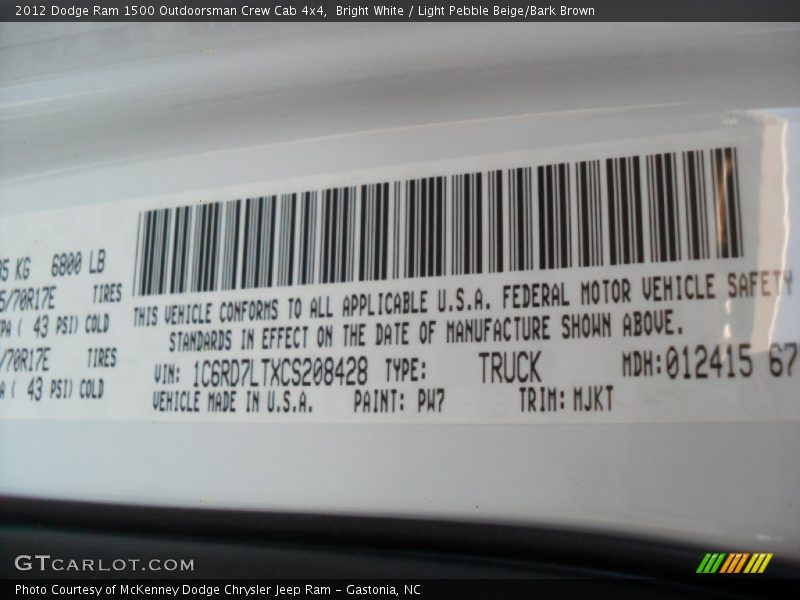 2012 Dodge Ram 1500 Outdoorsman Crew Cab 4x4, Bright White / Light Pebble Beige/Bark Brown
KG 6800 LB
/70R17E TIRES
( 43 PSI) COLD
/70R17E TIRES
( 43 PSI) COLD
THIS VEHICLE CONFORMS TO ALL APPLICABLE U.S.A. FEDERAL MOTOR VEHICLE SAFETY
STANDARDS IN EFFECT ON THE DATE OF MANUFACTURE SHOWN ABOVE.
VIN: 1C6RD7LTXCS208428 TYPE: TRUCK MDH: 012415 67
VEHICLE MADE IN U.S.A. PAINT: PW7 TRIM: MJKT
GTCARLOT.COM
Photo Courtesy of McKenney Dodge Chrysler Jeep Ram - Gastonia, NC